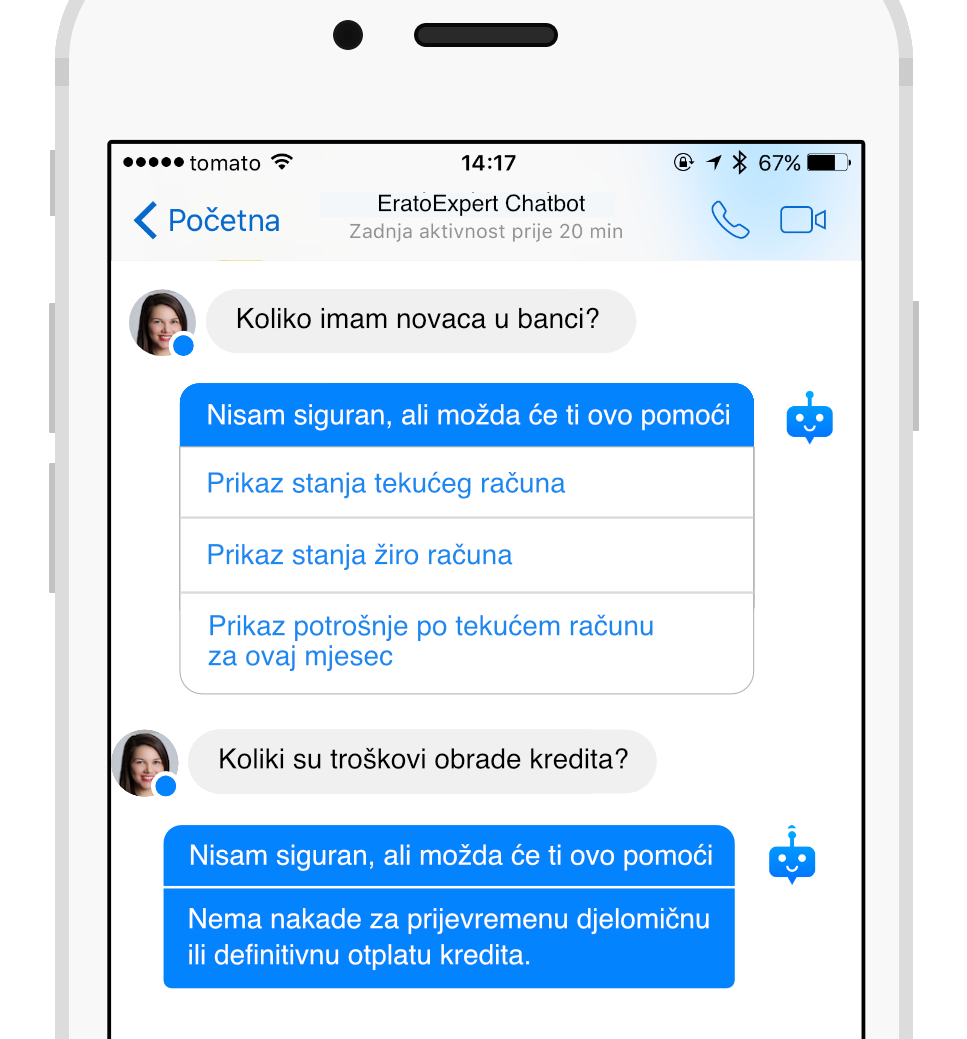 tomato
14:17
67%
Početna
EratoExpert Chatbot
Zadnja aktivnost prije 20 min
Koliko imam novaca u banci?
Nisam siguran, ali možda će ti ovo pomoći
Prikaz stanja tekućeg računa
Prikaz stanja žiro računa
Prikaz potrošnje po tekućem računu
za ovaj mjesec
Koliki su troškovi obrade kredita?
Nisam siguran, ali možda će ti ovo pomoći
Nema nakade za prijevremenu djelomičnu
ili definitivnu otplatu kredita.